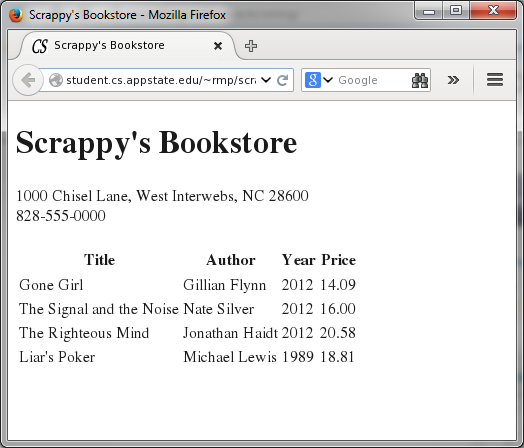 Scrappy's Bookstore - Mozilla Firefox
CS Scrappy's Bookstore
student.cs.appstate.edu/~rmp/scra
g Google
Scrappy's Bookstore
1000 Chisel Lane, West Interwebs, NC 28600
828-555-0000
Title Author Year Price
Gone Girl Gillian Flynn 2012 14.09
The Signal and the Noise Nate Silver 2012 16.00
The Righteous Mind Jonathan Haidt 2012 20.58
Liar's Poker Michael Lewis 1989 18.81